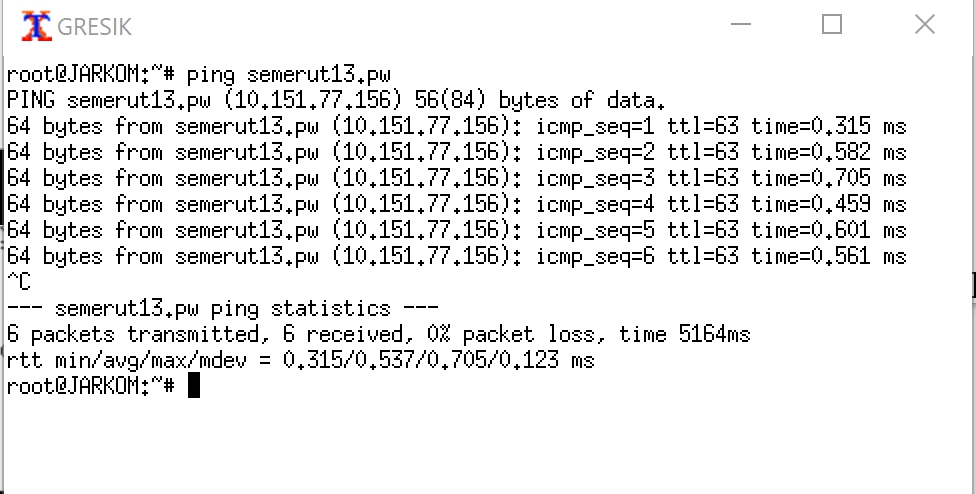 GRESIK
root@JARKOM:~# ping semerut13.pw
PING semerut13.pw (10.151.77.156) 56(84) bytes of data.
64 bytes from semerut13.pw (10.151.77.156): icmp_seq=1 ttl=63 time=0.315 ms
64 bytes from semerut13.pw (10.151.77.156): icmp_seq=2 ttl=63 time=0.582 ms
64 bytes from semerut13.pw (10.151.77.156): icmp_seq=3 ttl=63 time=0.705 ms
64 bytes from semerut13.pw (10.151.77.156): icmp_seq=4 ttl=63 time=0.459 ms
64 bytes from semerut13.pw (10.151.77.156): icmp_seq=5 ttl=63 time=0.601 ms
64 bytes from semerut13.pw (10.151.77.156): icmp_seq=6 ttl=63 time=0.561 ms
^C
--- semerut13.pw ping statistics ---
6 packets transmitted, 6 received, 0% packet loss, time 5164ms
rtt min/avg/max/mdev = 0.315/0.537/0.705/0.123 ms
root@JARKOM:~#